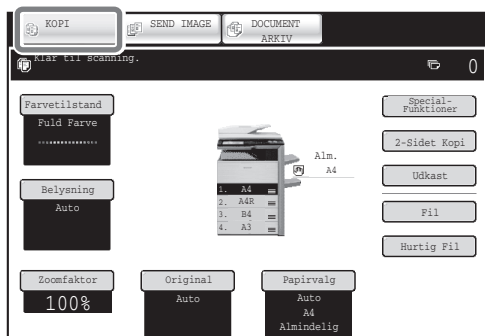 KOPI
SEND IMAGE
DOCUMENT
ARKIV
Klar til scanning.
0
Farvetilstand
Fuld Farve
Special-
Funktioner
2-Sidet Kopi
Alm.
A4
Udkast
Belysning
Auto
1. A4
2. A4R
3. B4
4. A3
Fil
Hurtig Fil
Zoomfaktor
100%
Original
Auto
Papirvalg
Auto
A4
Almindelig